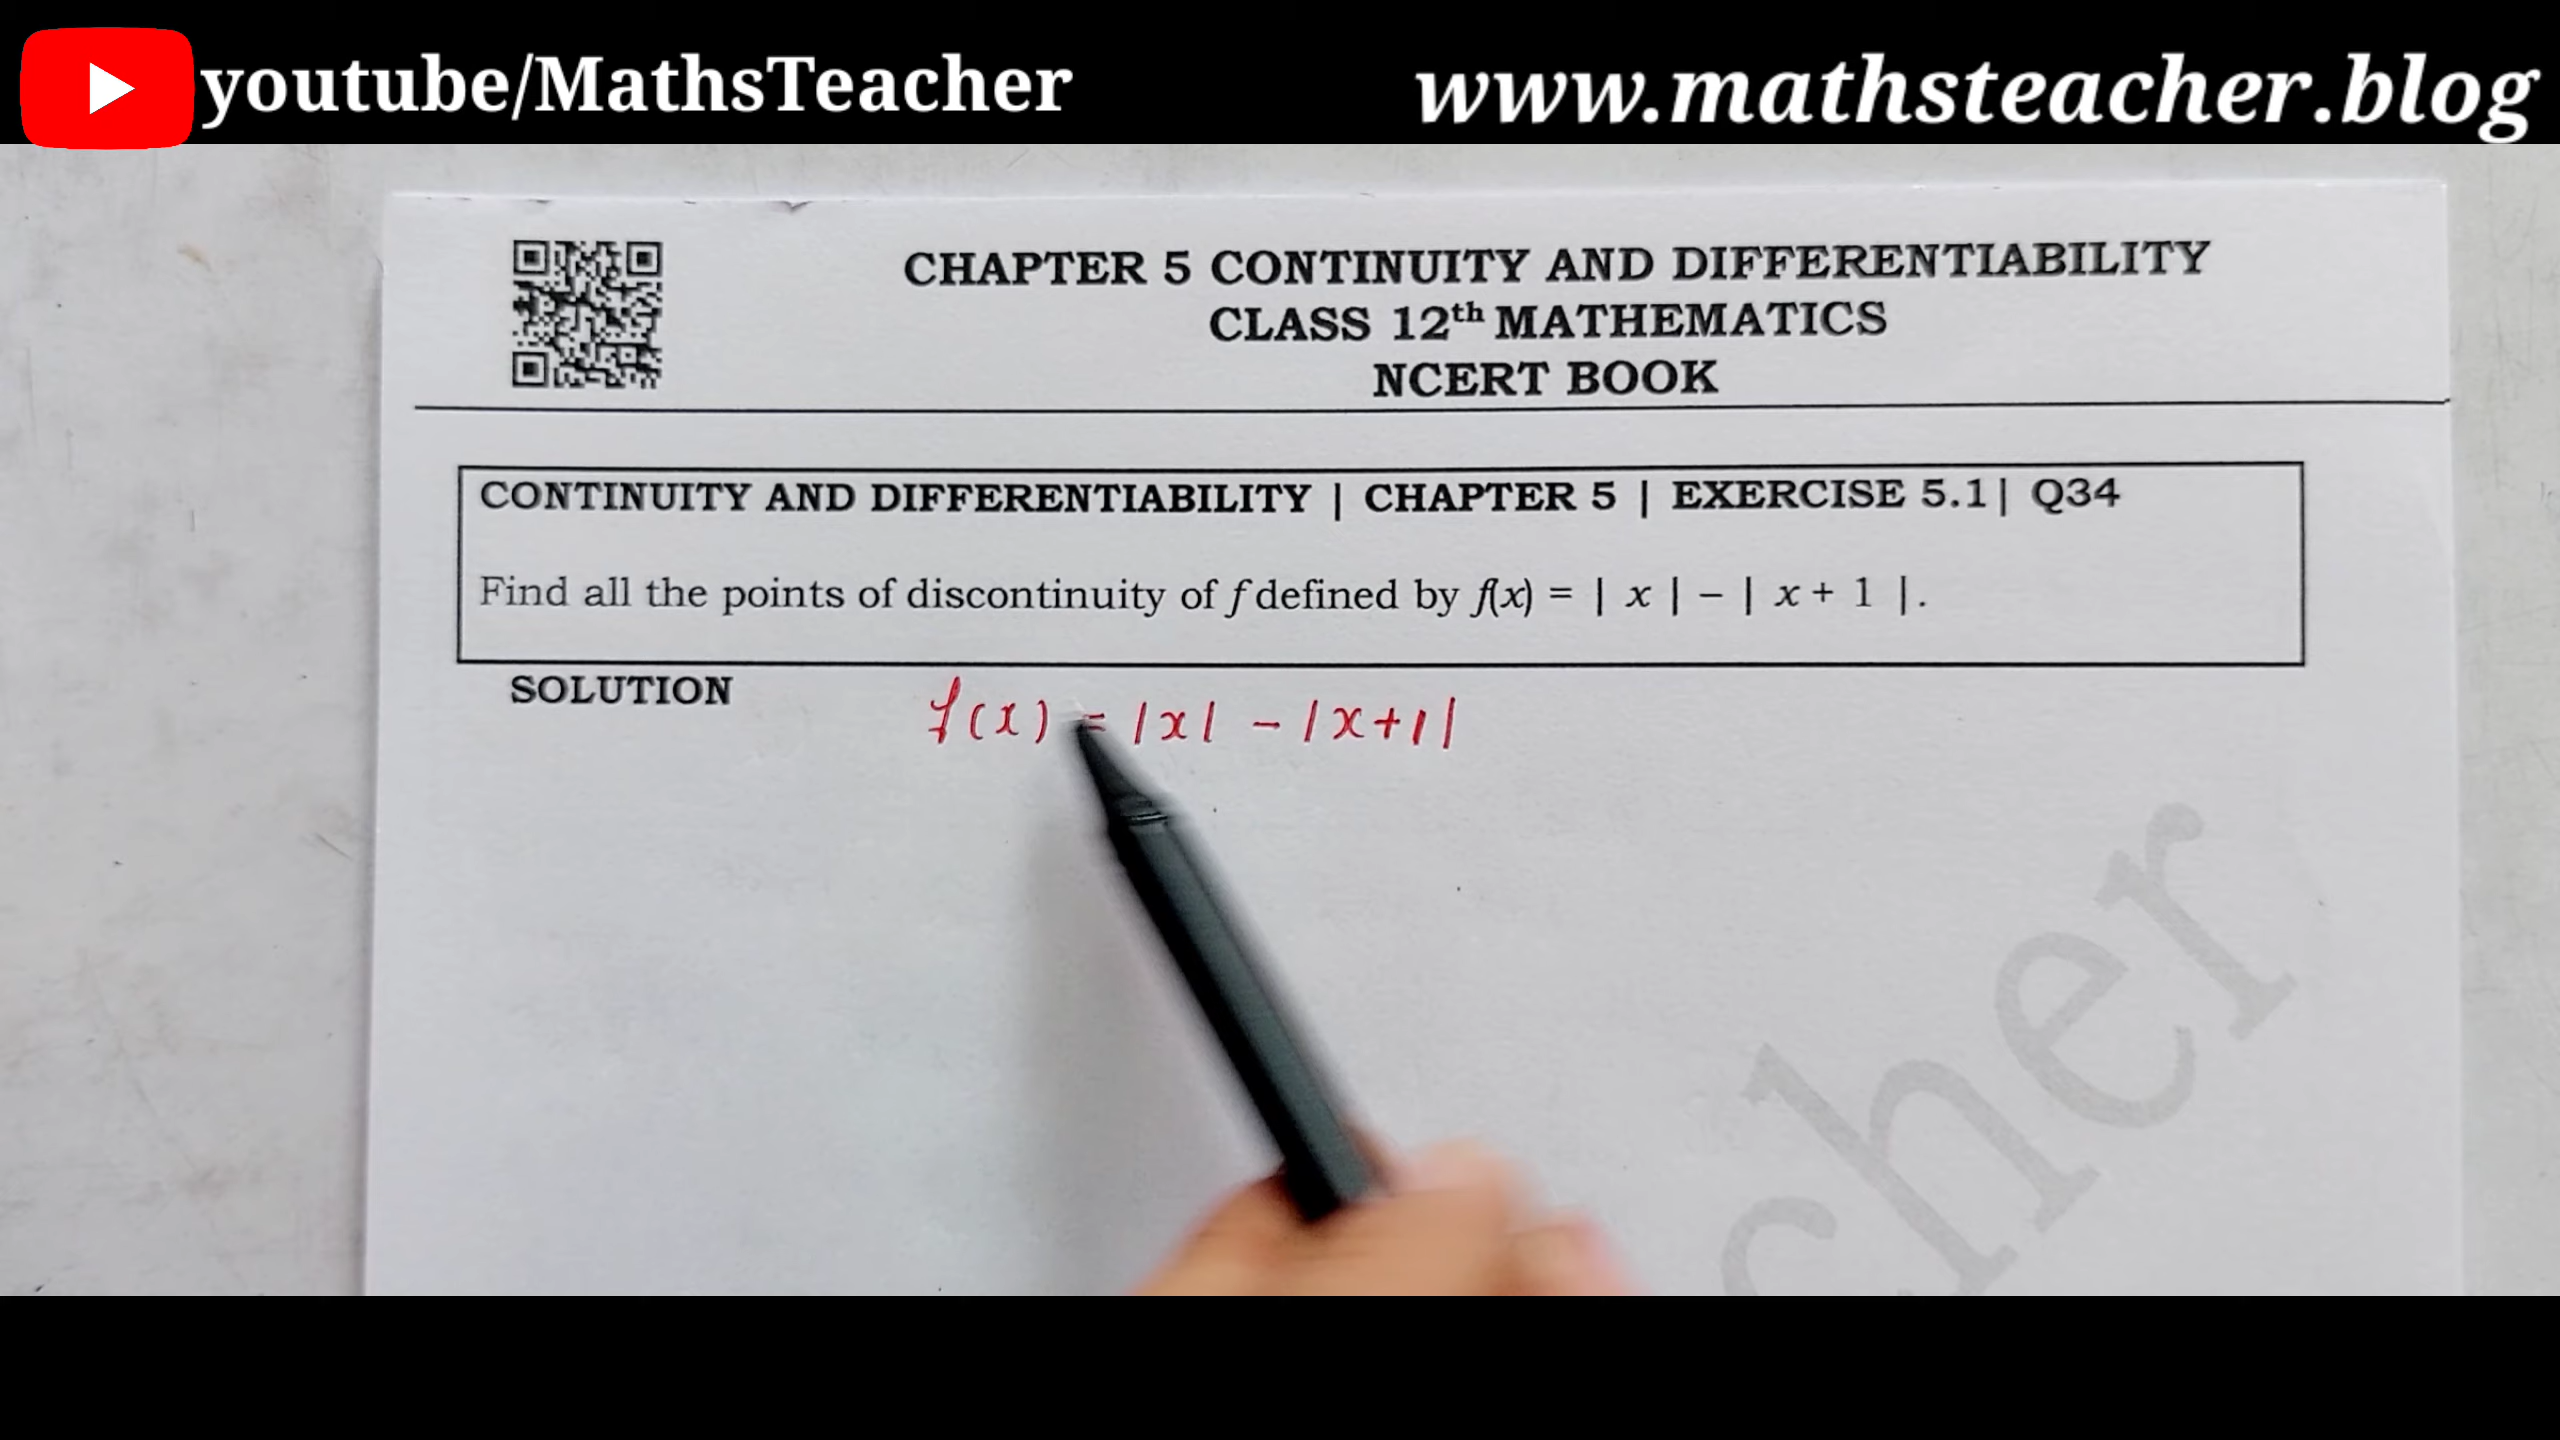 youtube/MathsTeacher
www.mathsteacher.blog
CHAPTER 5 CONTINUITY AND DIFFERENTIABILITY
CLASS 12th MATHEMATICS
NCERT BOOK
CONTINUITY AND DIFFERENTIABILITY | CHAPTER 5 | EXERCISE 5.1| Q34
Find all the points of discontinuity of f defined by f(x) = | x | – | x + 1 |.
SOLUTION
f(x) = |x| - |x+1|
cher